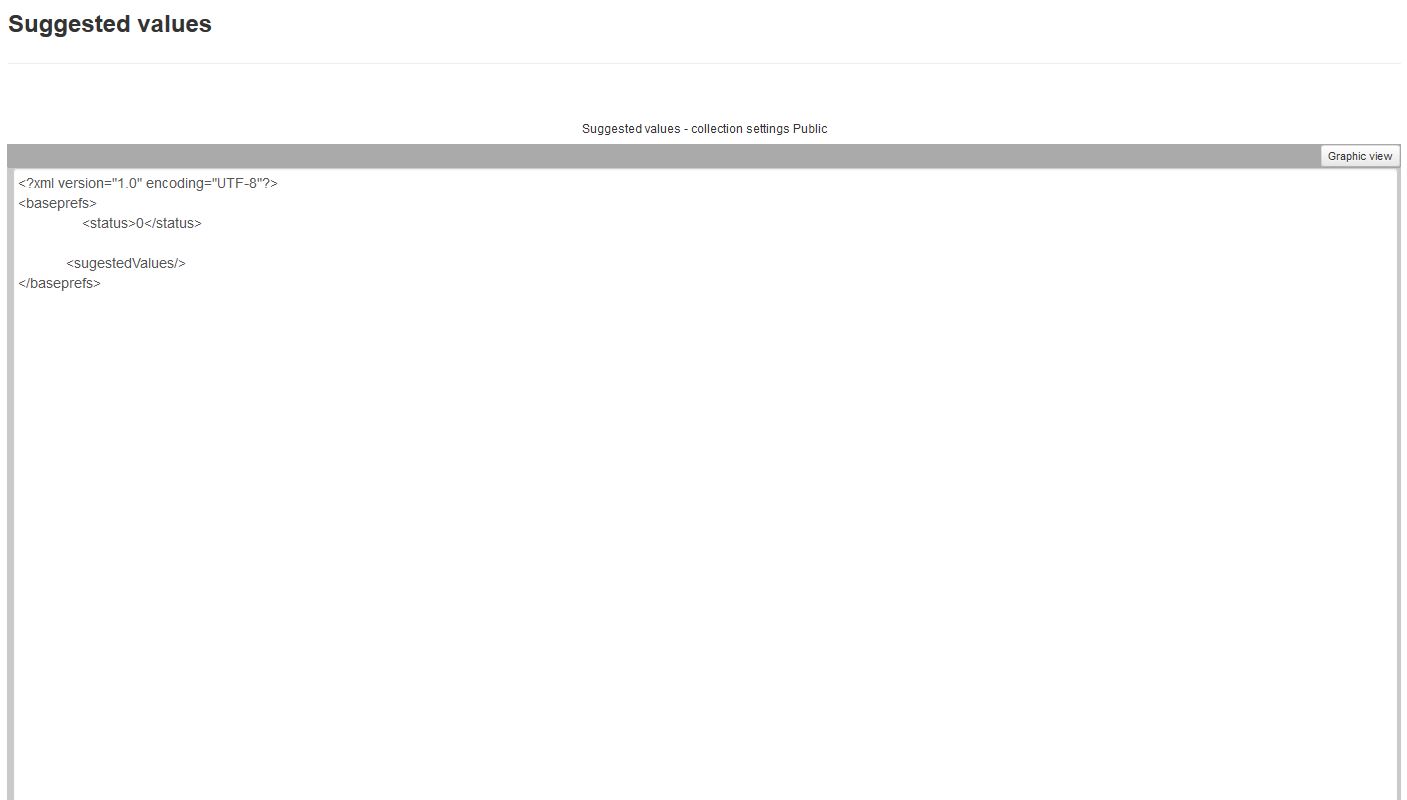 Suggested values
Suggested values - collection settings Public
Graphic view
<?xml version="1.0" encoding="UTF-8"?>
<baseprefs>
<status>0</status>
<sugestedValues/>
</baseprefs>